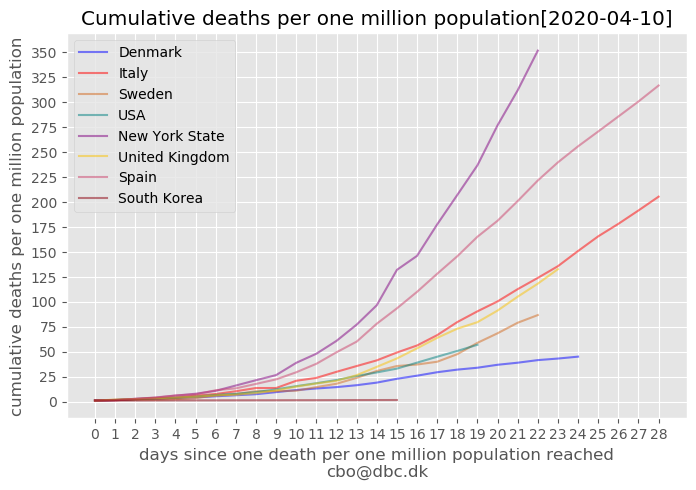 Cumulative deaths per one million population[2020-04-10]
cumulative deaths per one million population
350
325
300
275
250
225
200
175
150
125
100
75
50
25
0
Denmark
Italy
Sweden
USA
New York State
United Kingdom
Spain
South Korea
0 1 2 3 4 5 6 7 8 9 10 11 12 13 14 15 16 17 18 19 20 21 22 23 24 25 26 27 28
days since one death per one million population reached
cbo@dbc.dk